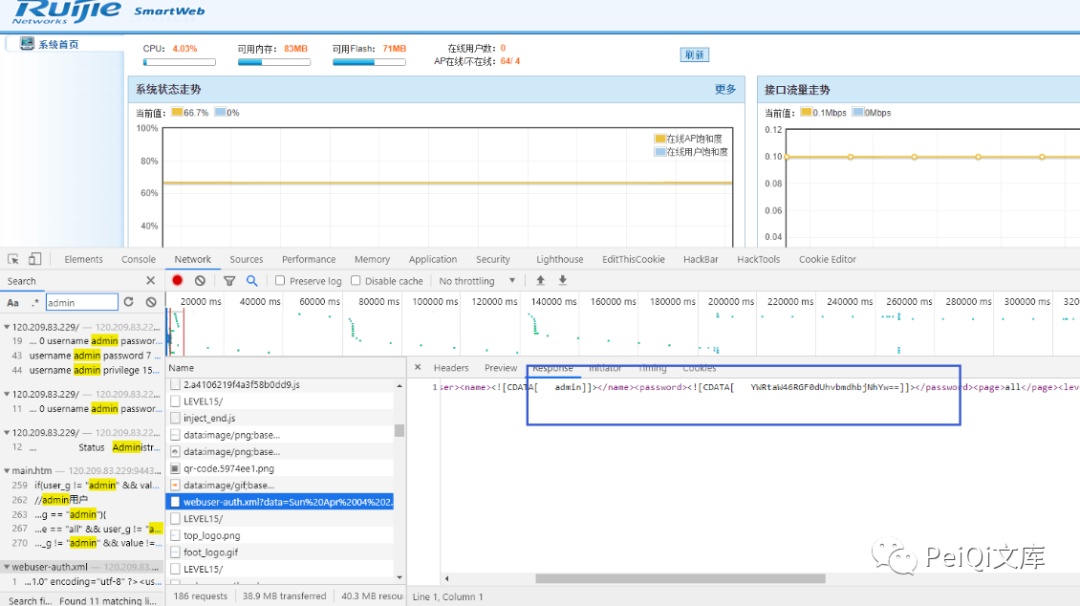 Ruijie SmartWeb
Networks
系统首页
CPU: 4.03% 可用内存: 83MB 可用Flash: 71MB 在线用户数: 0
AP在线/不在线: 64/ 4
刷新
系统状态走势 更多
当前值: 66.7% 0%
100%
80%
60%
40%
在线AP饱和度
在线用户饱和度
接口流量走势
当前值: 0.1Mbps 0Mbps
0.12
0.10
0.08
0.06
0.04
Elements Console Network Sources Performance Memory Application Security Lighthouse EditThisCookie HackBar HackTools Cookie Editor
Search
Preserve log Disable cache No throttling
Aa .* admin
20000 ms 40000 ms 60000 ms 80000 ms 100000 ms 120000 ms 140000 ms 160000 ms 180000 ms 200000 ms 220000 ms 240000 ms 260000 ms 280000 ms 300000 ms 320
120.209.83.229/ — 120.209.83.22...
19 ... 0 username admin passwor...
43 username admin password 7 ...
44 username admin privilege 15...
120.209.83.229/ — 120.209.83.22...
11 ... 0 username admin passwor...
120.209.83.229/ — 120.209.83.22...
12 ... Status Administr...
main.htm — 120.209.83.229:9443...
259 if(user_g != "admin" && val...
262 //admin用户
263 ...g == "admin"){
267 ...e == "all" && user_g != "a...
270 ..._g != "admin" && value !=...
webuser-auth.xml — 120.209.83....
1 ...1.0" encoding="utf-8" ?><us...
Search fi... Found 11 matching li...
Name
2.a4106219f4a3f58b0dd9.js
LEVEL15/
inject_end.js
data:image/png;base...
data:image/png;base...
qr-code.5974ee1.png
data:image/gif;base...
webuser-auth.xml?data=Sun%20Apr%2004%202...
LEVEL15/
top_logo.png
foot_logo.gif
LEVEL15/
186 requests 38.9 MB transferred 40.3 MB resou
Headers Preview Response Initiator Timing Cookies
1 ser><name><![CDATA[ admin]]></name><password><![CDATA[ YWRtaW46RGF0dUhvbmdhbjNhYw==]]></password><page>all</page><lev
Line 1, Column 1
PeiQi文库